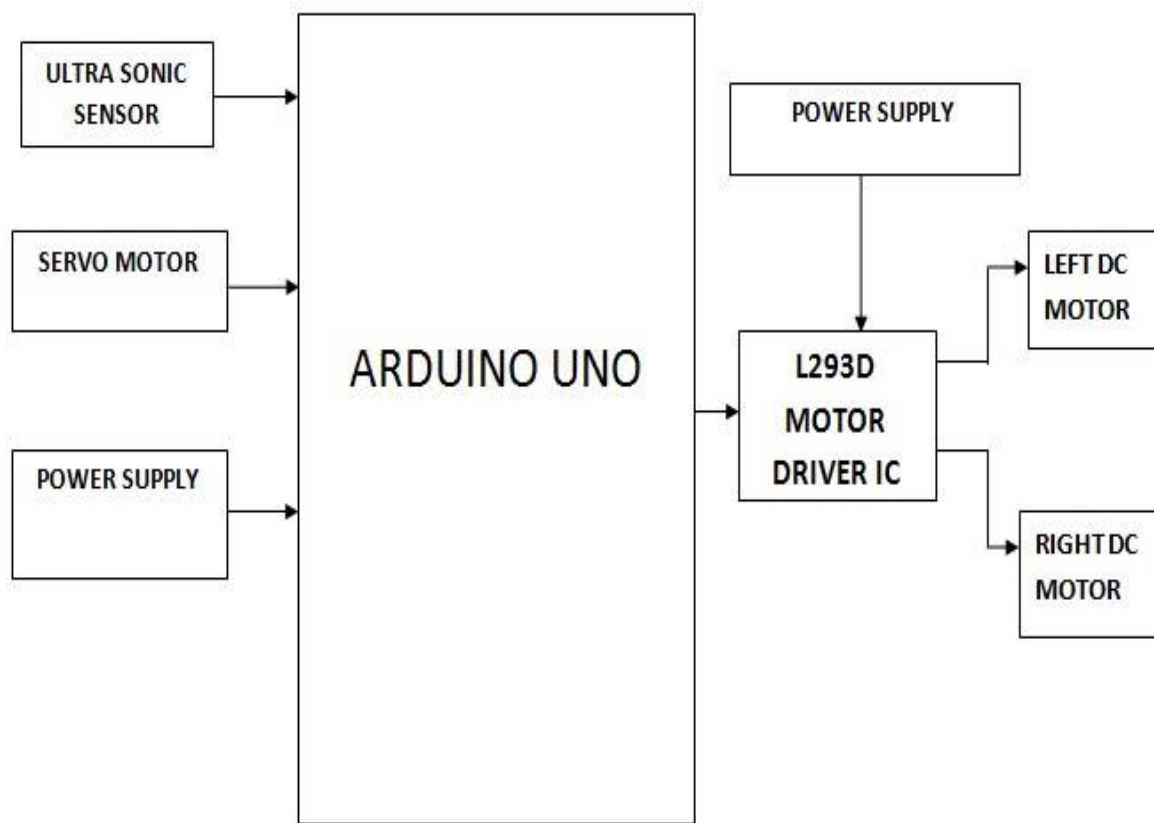 ULTRA SONIC
SENSOR
SERVO MOTOR
POWER SUPPLY
ARDUINO UNO
POWER SUPPLY
L293D
MOTOR
DRIVER IC
LEFT DC
MOTOR
RIGHT DC
MOTOR